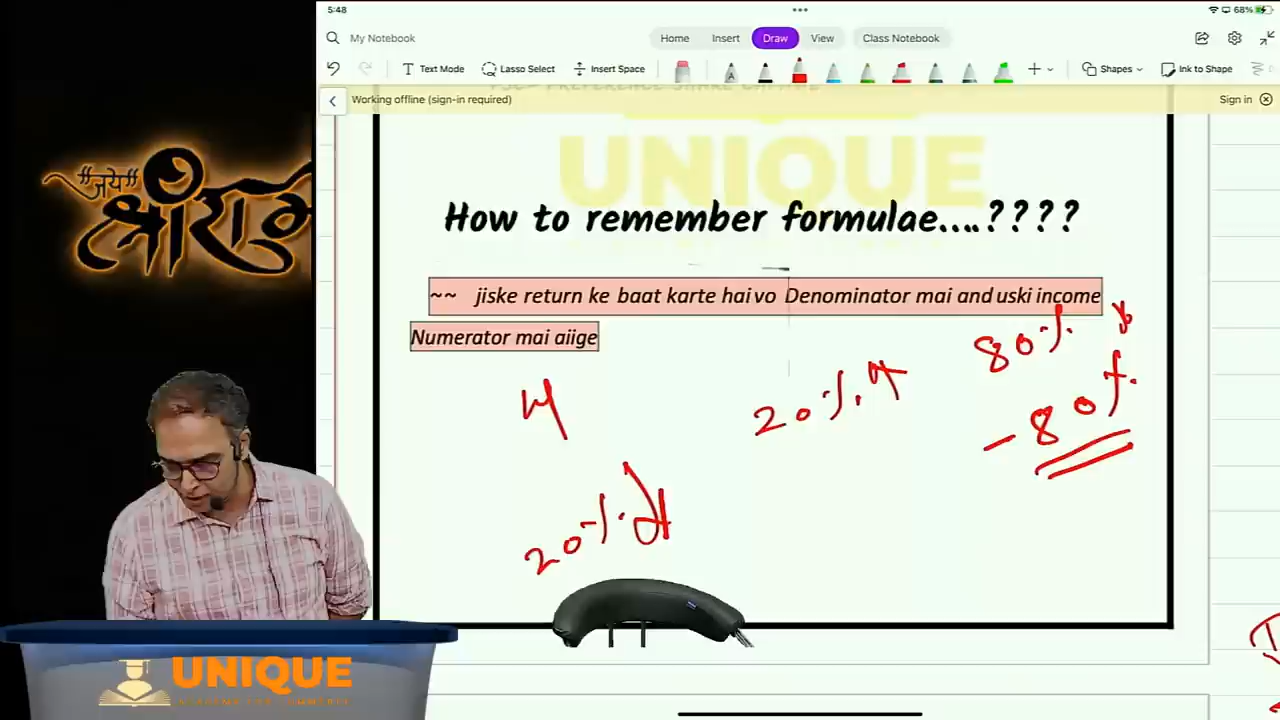 5:48
68%
My Notebook
Home Insert Draw View Class Notebook
Text Mode Lasso Select Insert Space Shapes Ink to Shape
Working offline (sign-in required) Sign in
UNIQUE
How to remember formulae....????
~~ jiske return ke baat karte hai vo Denominator mai and uski income
Numerator mai aiige
80%
20%
-80%
20%
"जय"
श्रीराम
UNIQUE